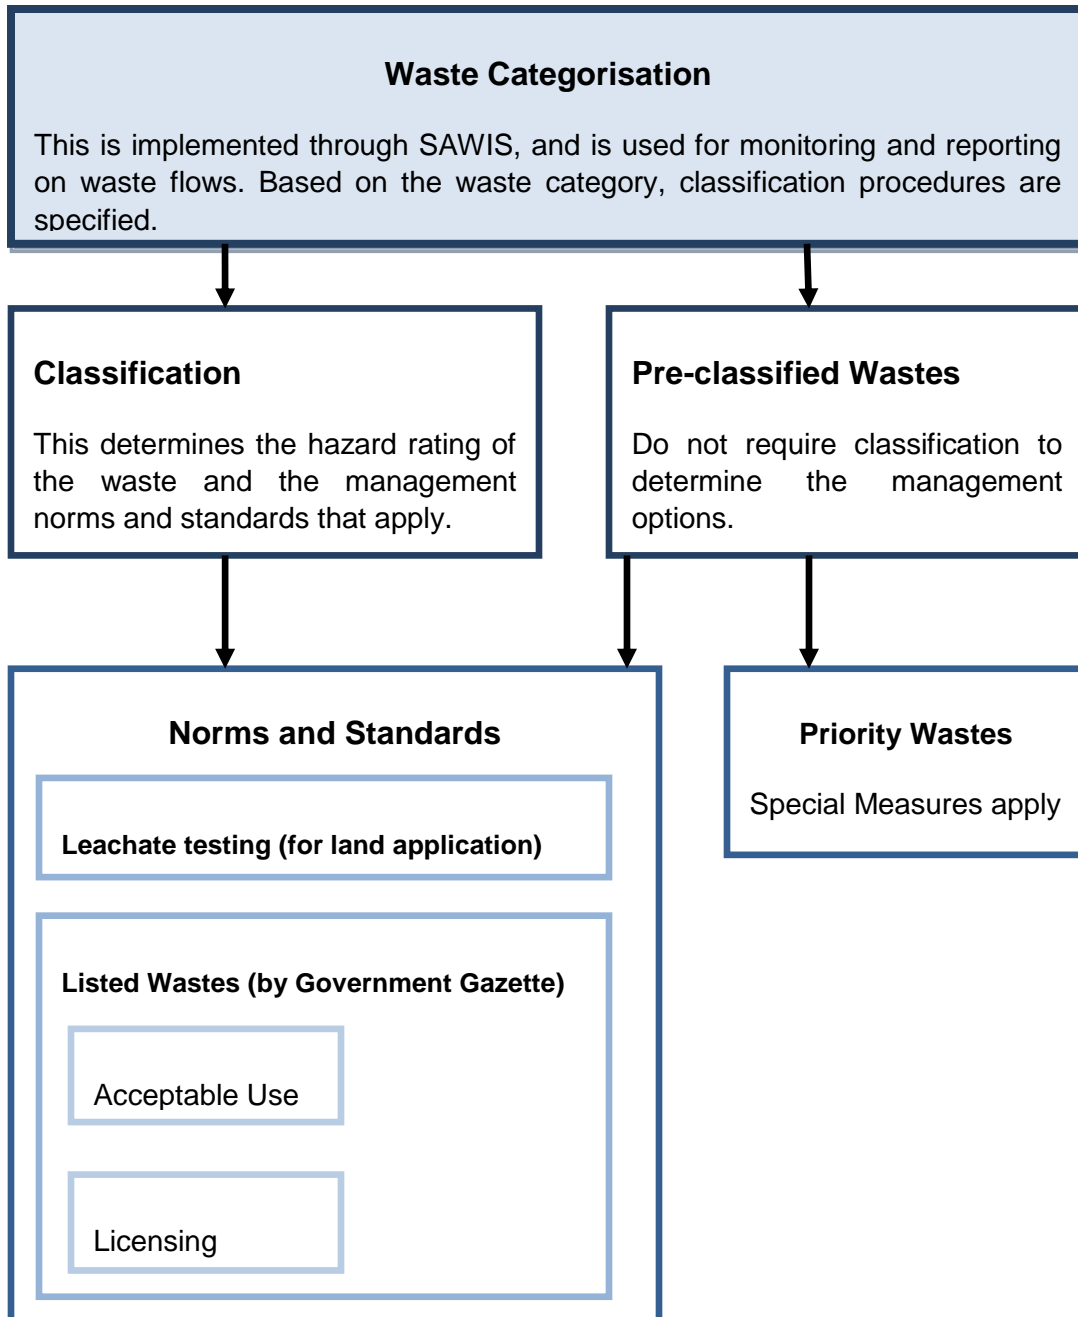 Waste Categorisation
This is implemented through SAWIS, and is used for monitoring and reporting
on waste flows. Based on the waste category, classification procedures are
specified.
Classification
This determines the hazard rating of
the waste and the management
norms and standards that apply.
Pre-classified Wastes
Do not require classification to
determine the management
options.
Norms and Standards
Leachate testing (for land application)
Listed Wastes (by Government Gazette)
Acceptable Use
Licensing
Priority Wastes
Special Measures apply